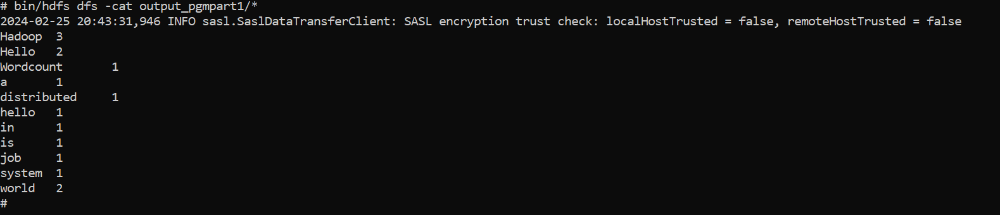 # bin/hdfs dfs -cat output_pgmpart1/*
2024-02-25 20:43:31,946 INFO sasl.SaslDataTransferClient: SASL encryption trust check: localHostTrusted = false, remoteHostTrusted = false
Hadoop  3
Hello   2
Wordcount       1
a       1
distributed     1
hello   1
in      1
is      1
job     1
system  1
world   2
#